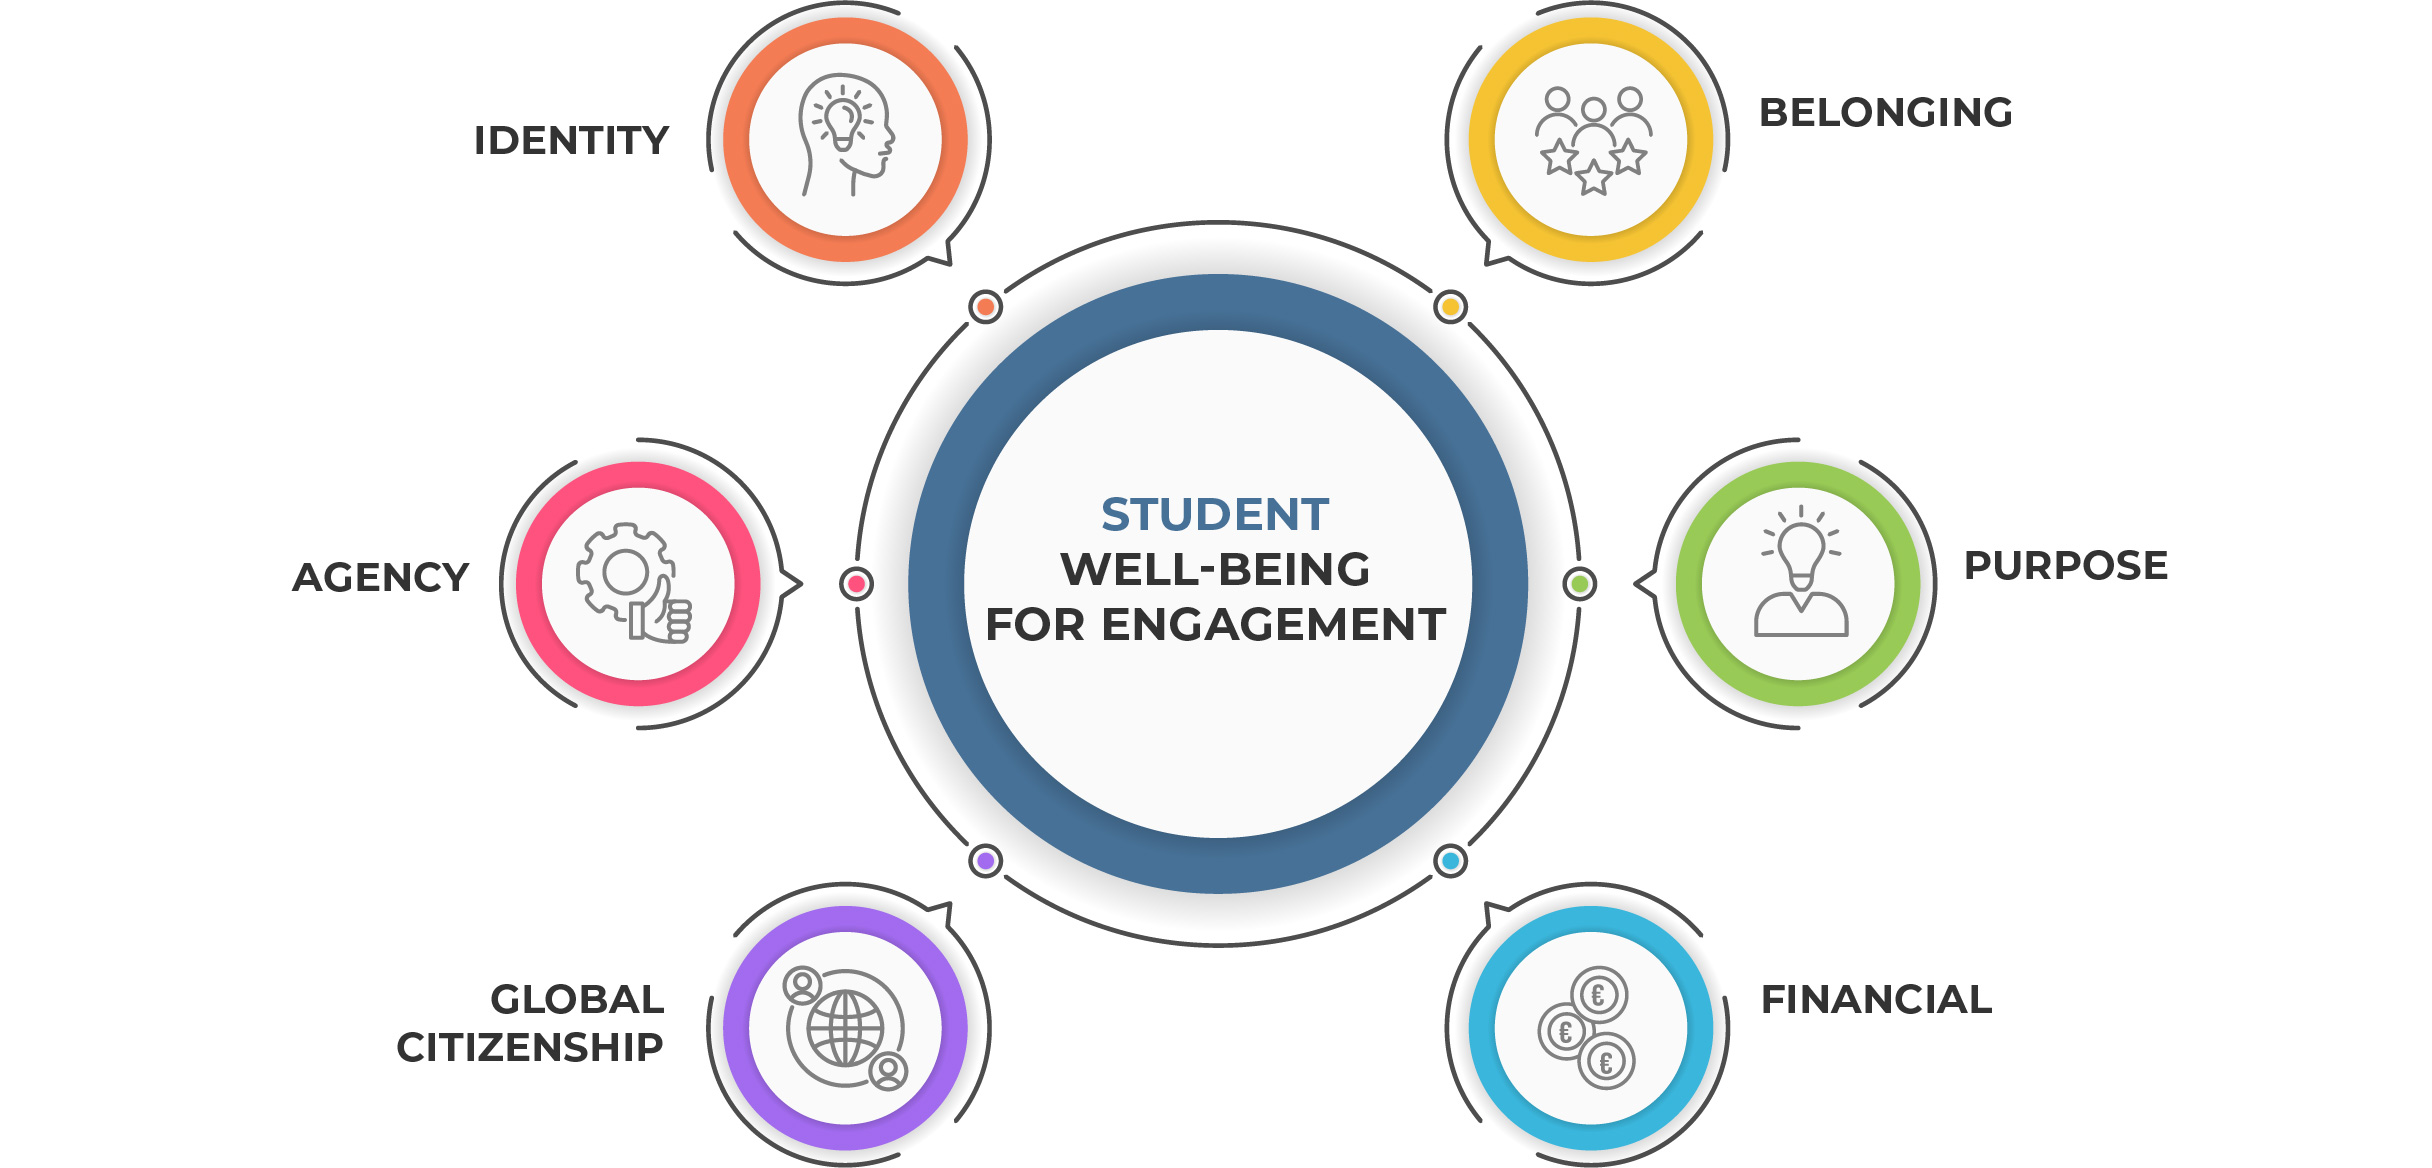 IDENTITY
BELONGING
STUDENT
WELL-BEING
FOR ENGAGEMENT
AGENCY
PURPOSE
GLOBAL
CITIZENSHIP
FINANCIAL
€
€
€